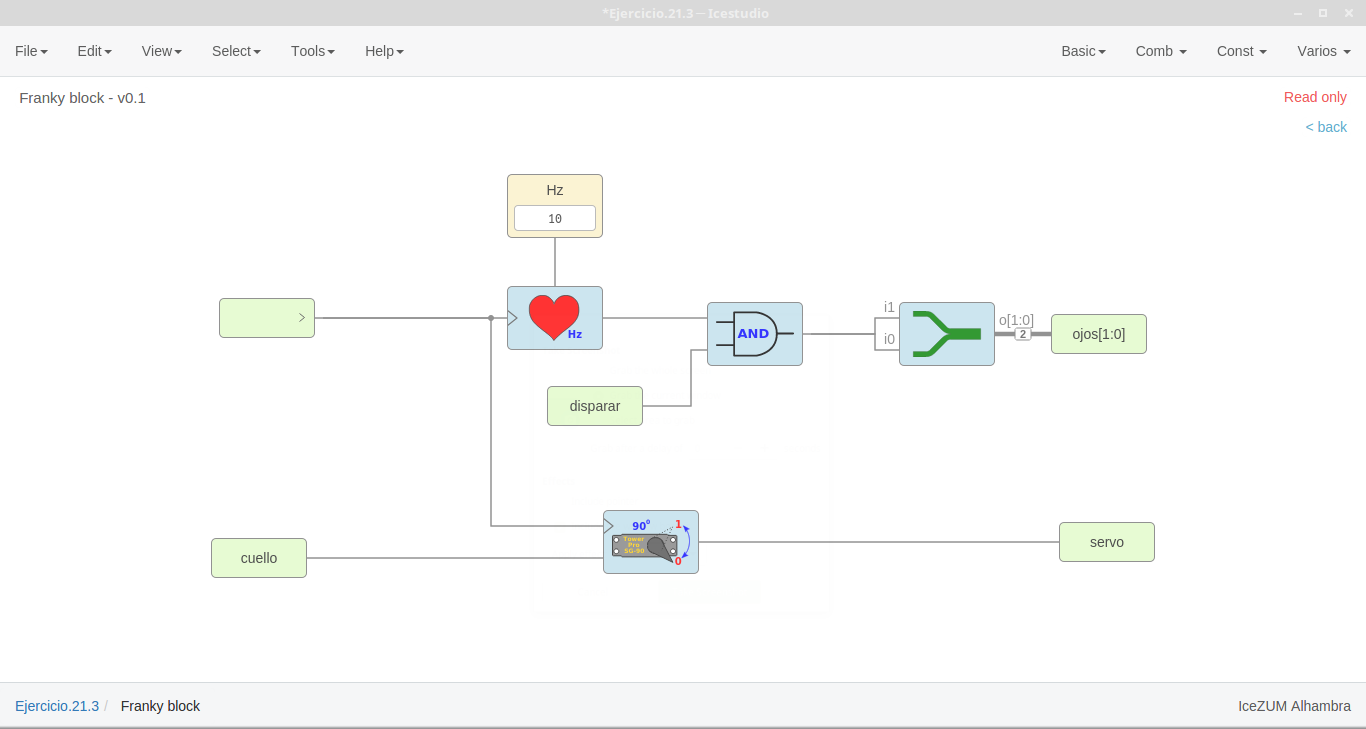 *Ejercicio.21.3 — Icestudio
File Edit View Select Tools Help Basic Comb Const Varios
Franky block - v0.1
Read only
< back
Hz
10
Hz
AND
i1
i0
o[1:0]
2
ojos[1:0]
disparar
90º
1
Tower
Pro
SG-90
0
cuello
servo
Ejercicio.21.3 / Franky block
IceZUM Alhambra